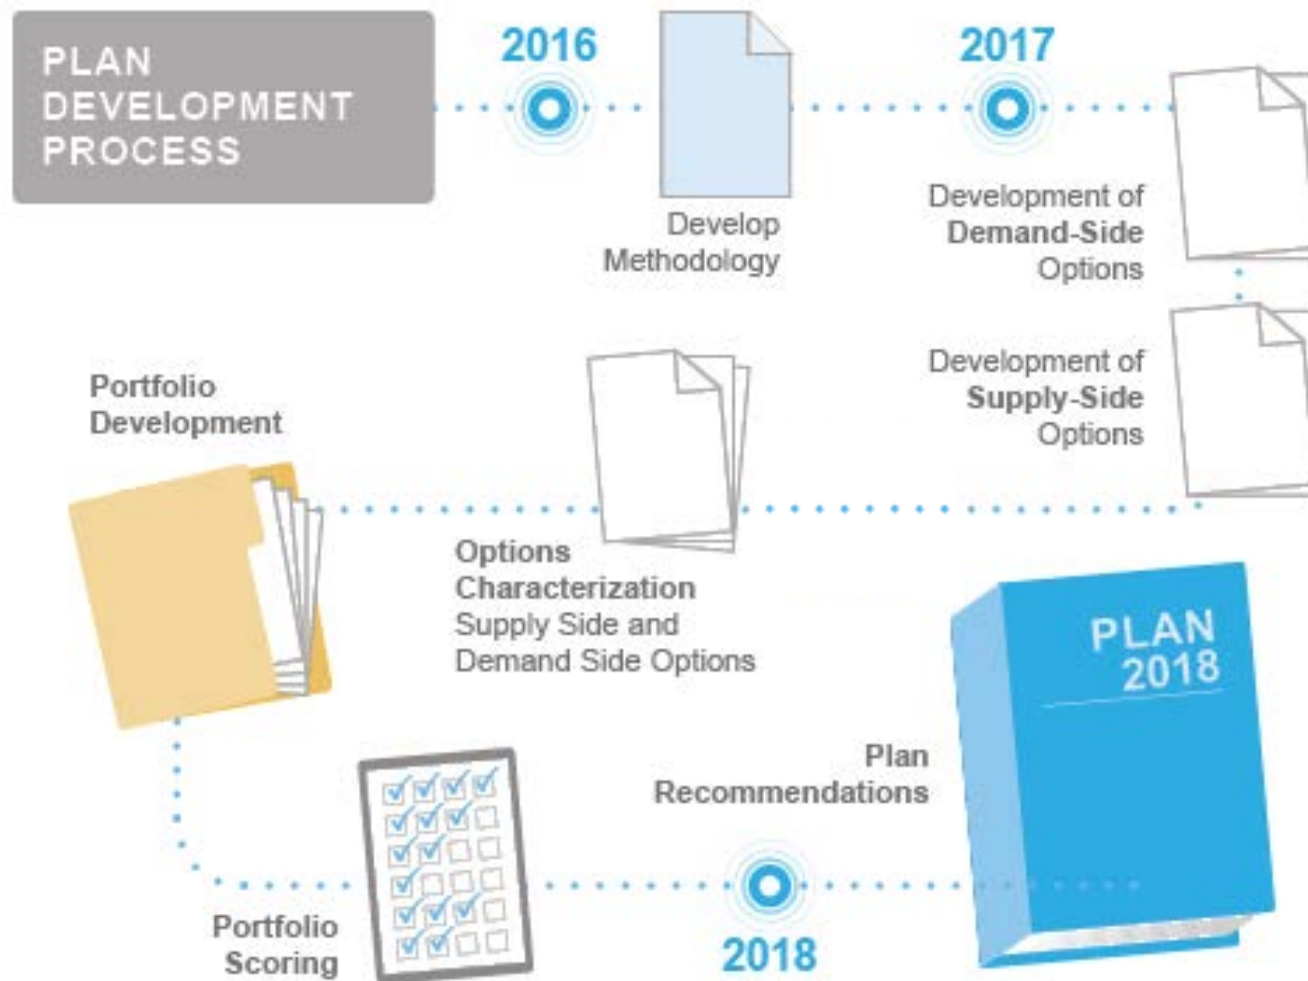 PLAN
DEVELOPMENT
PROCESS
2016
Develop
Methodology
2017
Development of
Demand-Side
Options
Development of
Supply-Side
Options
Options
Characterization
Supply Side and
Demand Side Options
Portfolio
Development
Portfolio
Scoring
2018
Plan
Recommendations
PLAN
2018